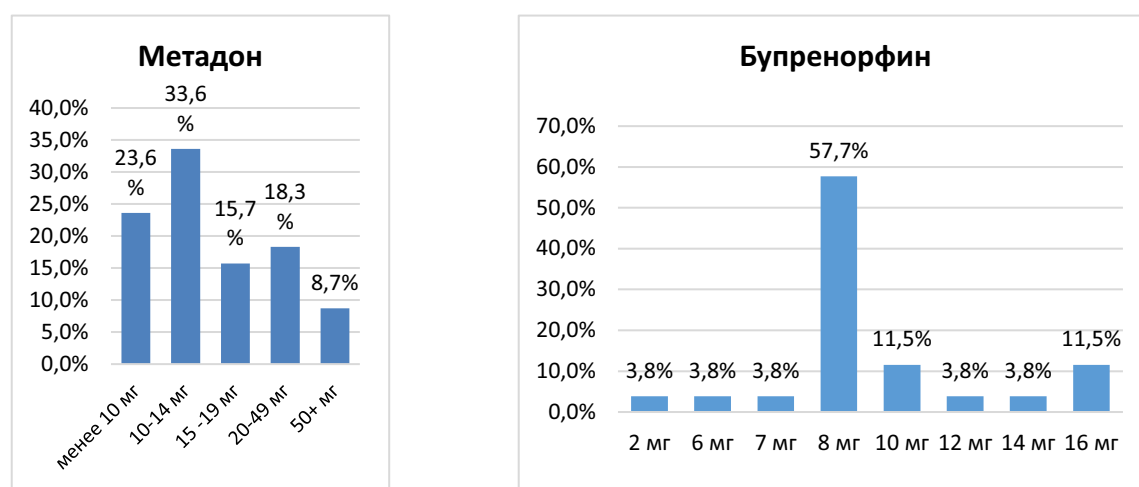 Метадон
33,6
%
40,0%
35,0%
30,0%
25,0%
20,0%
15,0%
10,0%
5,0%
0,0%
23,6
%
15,7
%
18,3
%
8,7%
менее 10 мг
10-14 мг
15 -19 мг
20-49 мг
50+ мг
Бупренорфин
70,0%
60,0%
50,0%
40,0%
30,0%
20,0%
10,0%
0,0%
3,8%
3,8%
3,8%
57,7%
11,5%
3,8%
3,8%
11,5%
2 мг
6 мг
7 мг
8 мг
10 мг
12 мг
14 мг
16 мг